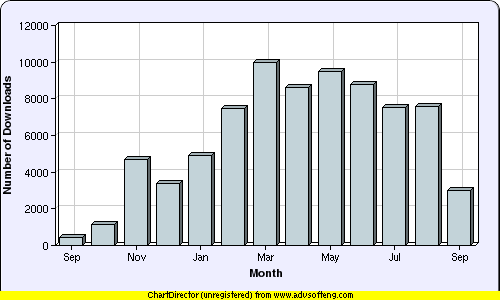 12000
10000
8000
6000
4000
2000
0
Number of Downloads
Sep Nov Jan Mar May Jul Sep
Month
ChartDirector (unregistered) from www.advsofteng.com